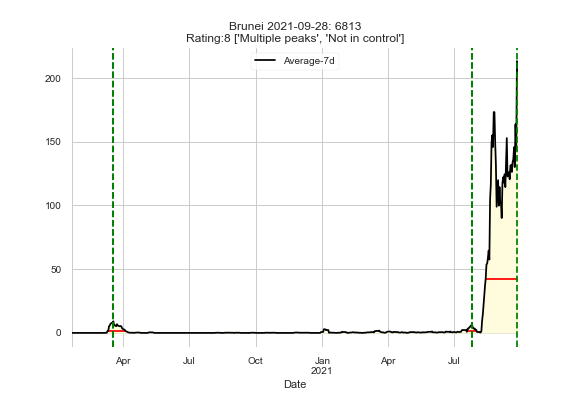 Brunei 2021-09-28: 6813
Rating:8 ['Multiple peaks', 'Not in control']
Average-7d
200
150
100
50
0
Apr
Jul
Oct
Jan
2021
Apr
Jul
Date